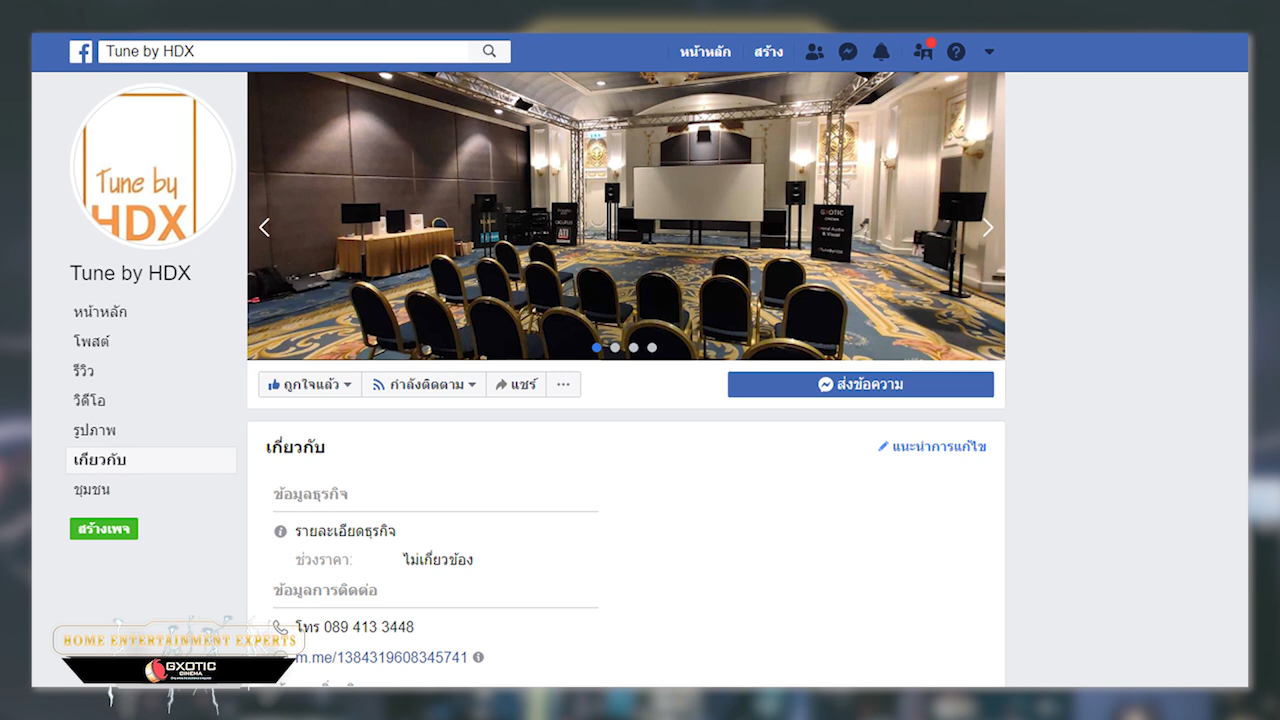 Tune by HDX
หน้าหลัก
สร้าง
Tune by
HDX
GXOTIC
CINEMA
ATI
Tune by HDX
หน้าหลัก
โพสต์
รีวิว
วิดีโอ
รูปภาพ
เกี่ยวกับ
ชุมชน
สร้างเพจ
ถูกใจแล้ว
กำลังติดตาม
แชร์
ส่งข้อความ
เกี่ยวกับ
แนะนำการแก้ไข
ข้อมูลธุรกิจ
รายละเอียดธุรกิจ
ช่วงราคา: ไม่เกี่ยวข้อง
ข้อมูลการติดต่อ
โทร 089 413 3448
m.me/1384319608345741
HOME ENTERTAINMENT EXPERTS
GXOTIC
CINEMA